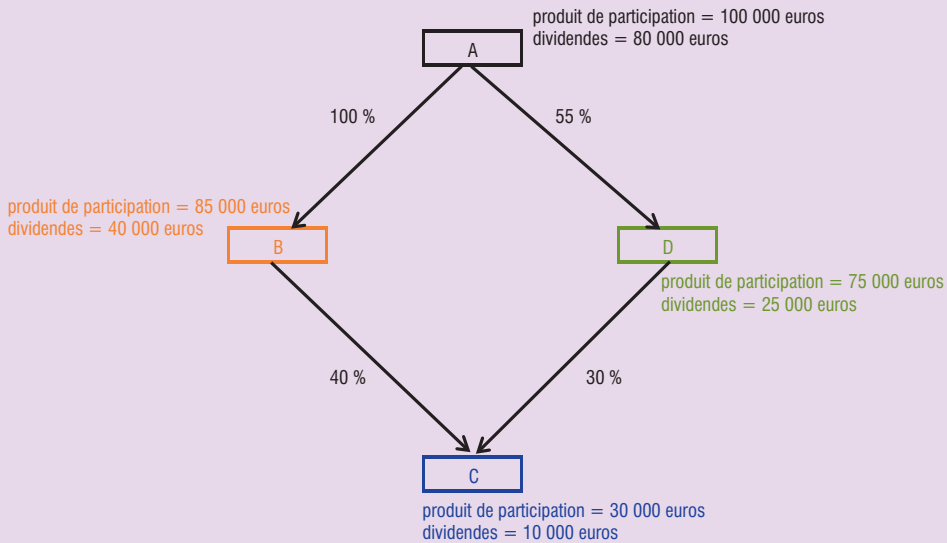 produit de participation = 100 000 euros
dividendes = 80 000 euros
A
100 %
55 %
produit de participation = 85 000 euros
dividendes = 40 000 euros
B
D
produit de participation = 75 000 euros
dividendes = 25 000 euros
40 %
30 %
C
produit de participation = 30 000 euros
dividendes = 10 000 euros